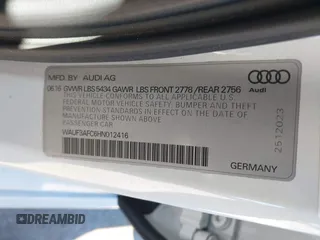 MFD. BY AUDI AG
06.16 GVWR LBS 5434 GAWR LBS FRONT 2776 /REAR 2756
THIS VEHICLE CONFORMS TO ALL APPLICABLE U.S.
FEDERAL MOTOR VEHICLE SAFETY, BUMPER AND THEFT
PREVENTION STANDARDS IN EFFECT ON THE DATE OF
MANUFACTURE SHOWN ABOVE.
PASSENGER CAR
WAUF3AFC6HN012416
Audi
2512033
GERMANY
DREAMBID